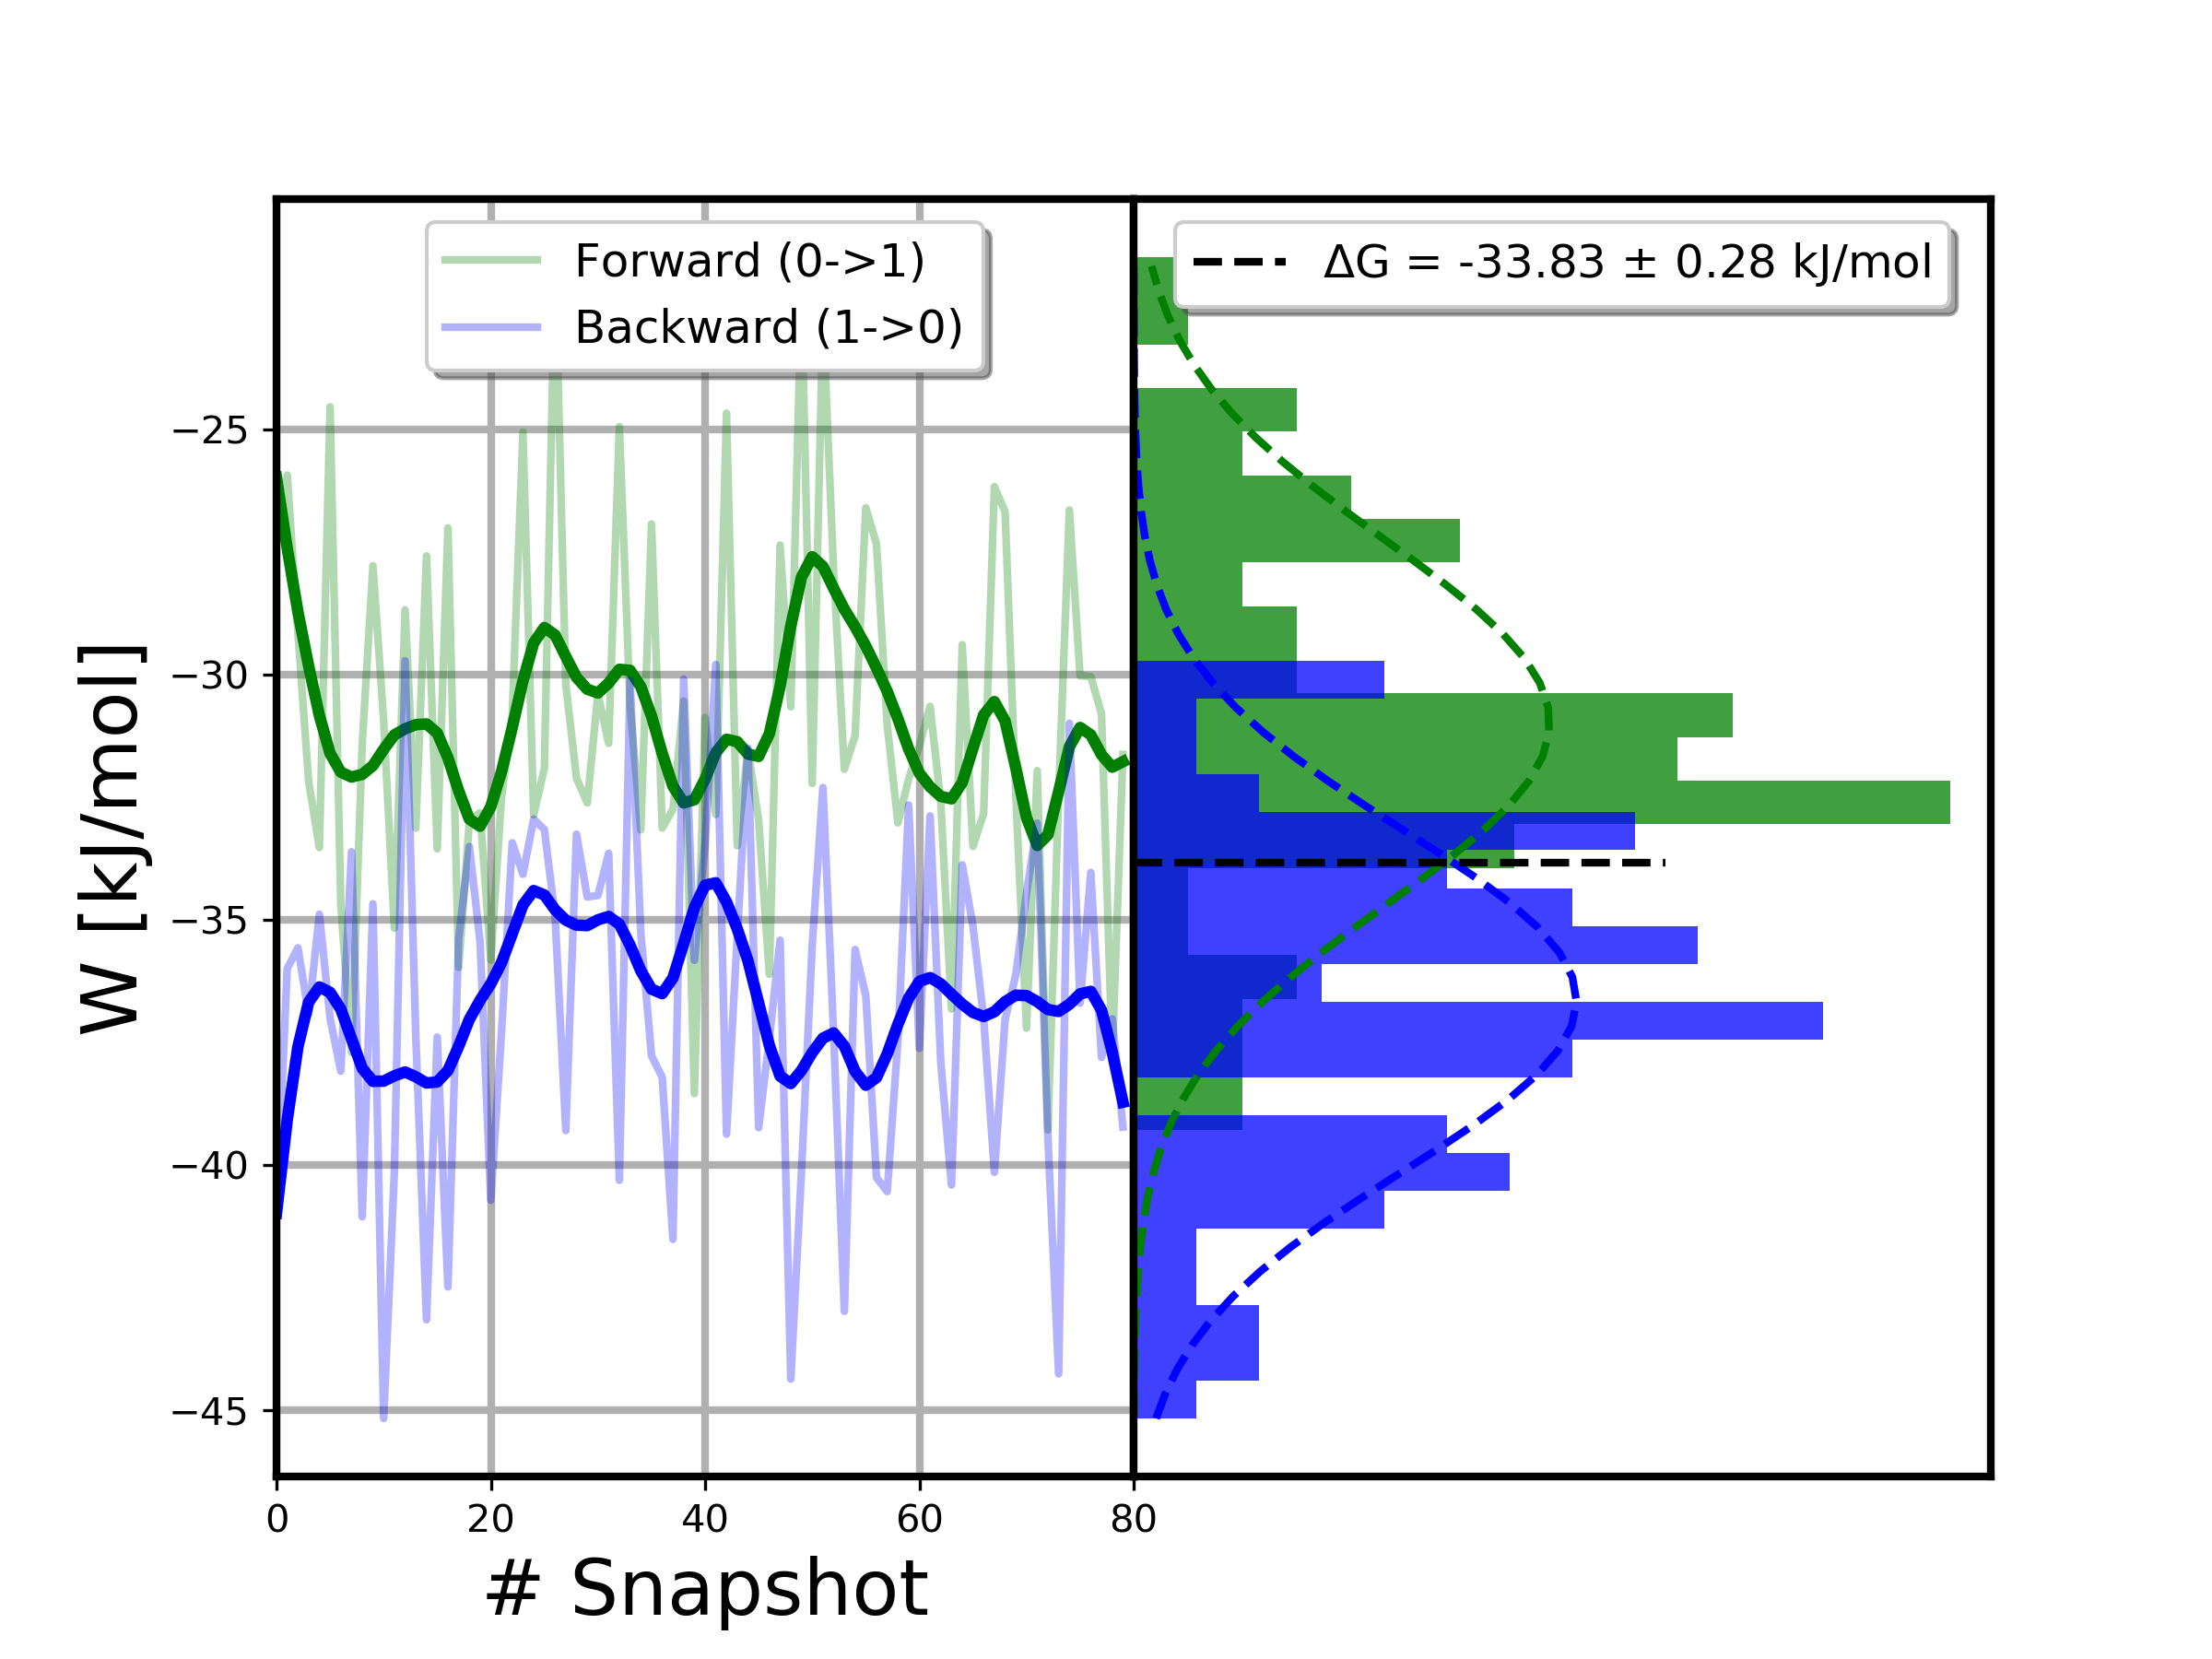 Forward (0->1)
Backward (1->0)
ΔG = -33.83 ± 0.28 kJ/mol
W [kJ/mol]
−25
−30
−35
−40
−45
0 20 40 60 80
# Snapshot